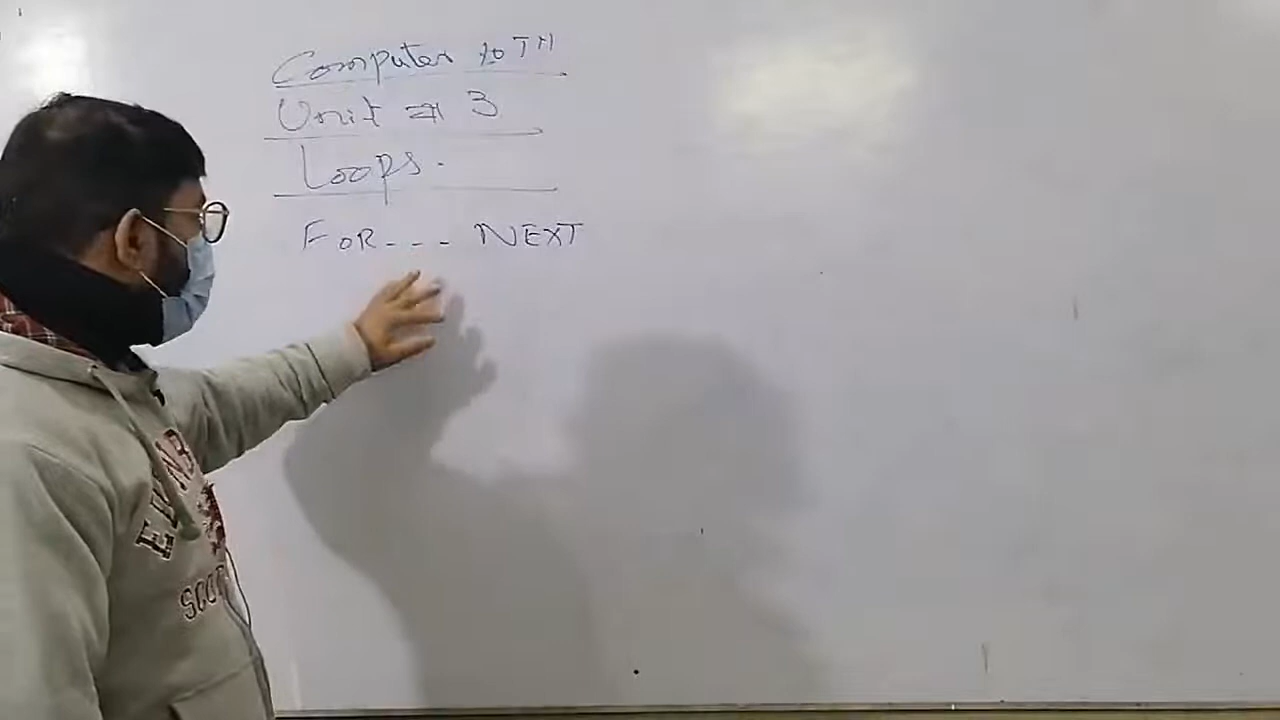 Computer 10TH
Unit # 3
Loops.
FOR--- NEXT